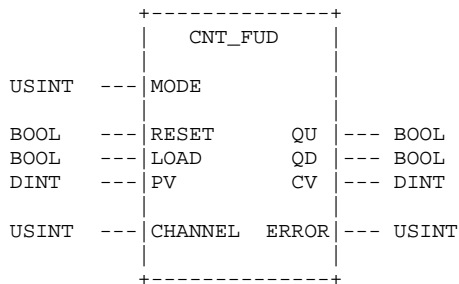 +--------------+
| CNT_FUD |
| |
USINT ---|MODE |
| |
BOOL ---|RESET QU |--- BOOL
BOOL ---|LOAD QD |--- BOOL
DINT ---|PV CV |--- DINT
| |
USINT ---|CHANNEL ERROR|--- USINT
| |
+--------------+